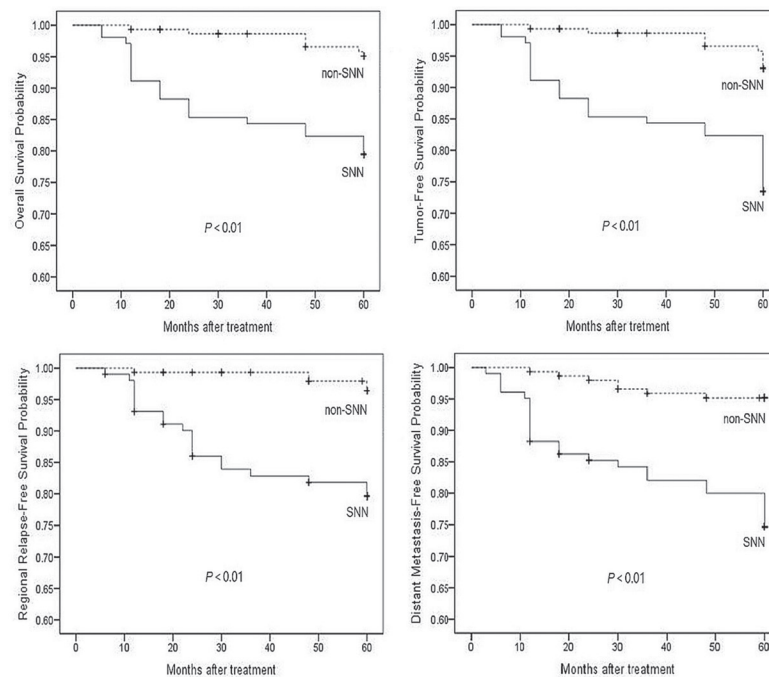 Overall Survival Probability
1.00
0.95
0.90
0.85
0.80
0.75
0.70
0.65
0.60
non-SNN
SNN
P < 0.01
0 10 20 30 40 50 60
Months after treatment
Tumor-Free Survival Probability
1.00
0.95
0.90
0.85
0.80
0.75
0.70
0.65
0.60
non-SNN
SNN
P < 0.01
0 10 20 30 40 50 60
Months after tretment
Regional Relapse-Free Survival Probability
1.00
0.95
0.90
0.85
0.80
0.75
0.70
0.65
0.60
non-SNN
SNN
P < 0.01
0 10 20 30 40 50 60
Months after treatment
Distant Metastasis-Free Survival Probability
1.00
0.95
0.90
0.85
0.80
0.75
0.70
0.65
0.60
non-SNN
SNN
P < 0.01
0 10 20 30 40 50 60
Months after treatment